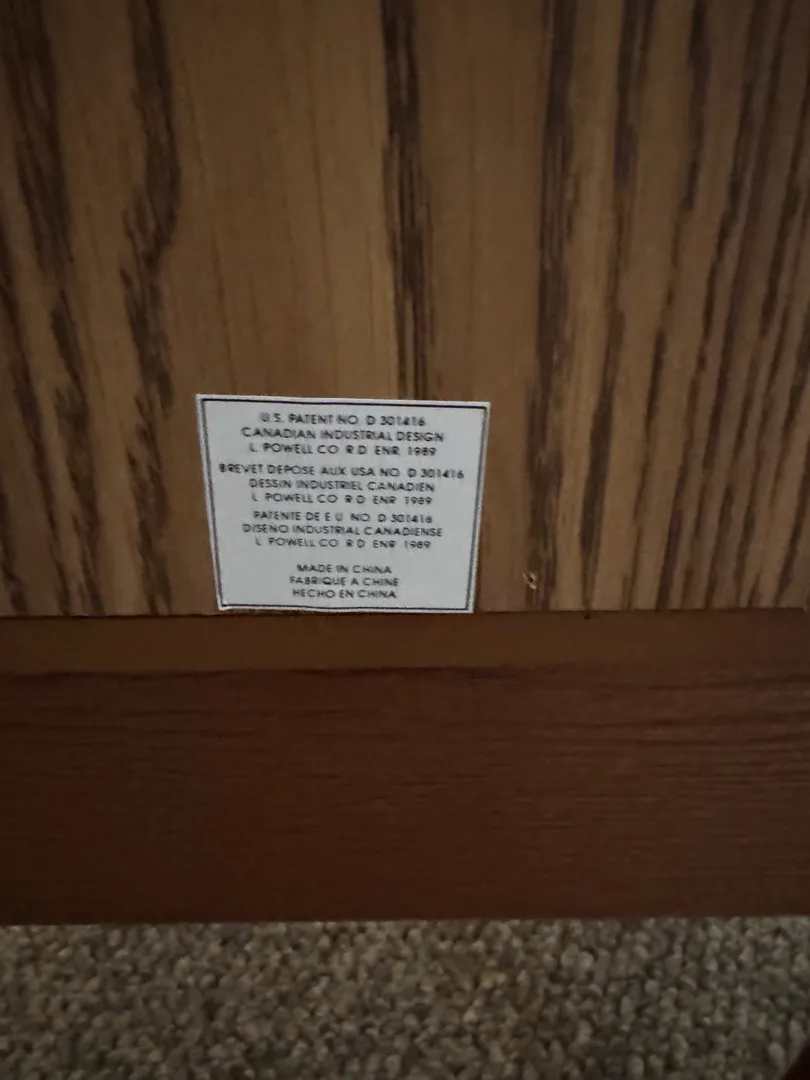 U.S. PATENT NO. D 301416
CANADIAN INDUSTRIAL DESIGN
L. POWELL CO R.D. ENR. 1989
BREVET DEPOSE AUX USA NO. D 301416
DESSIN INDUSTRIEL CANADIEN
L. POWELL CO R.D. ENR 1989
PATENTE DE E.U. NO. D 301416
DISENO INDUSTRIAL CANADIENSE
L. POWELL CO R.D. ENR 1989
MADE IN CHINA
FABRIQUE A CHINE
HECHO EN CHINA